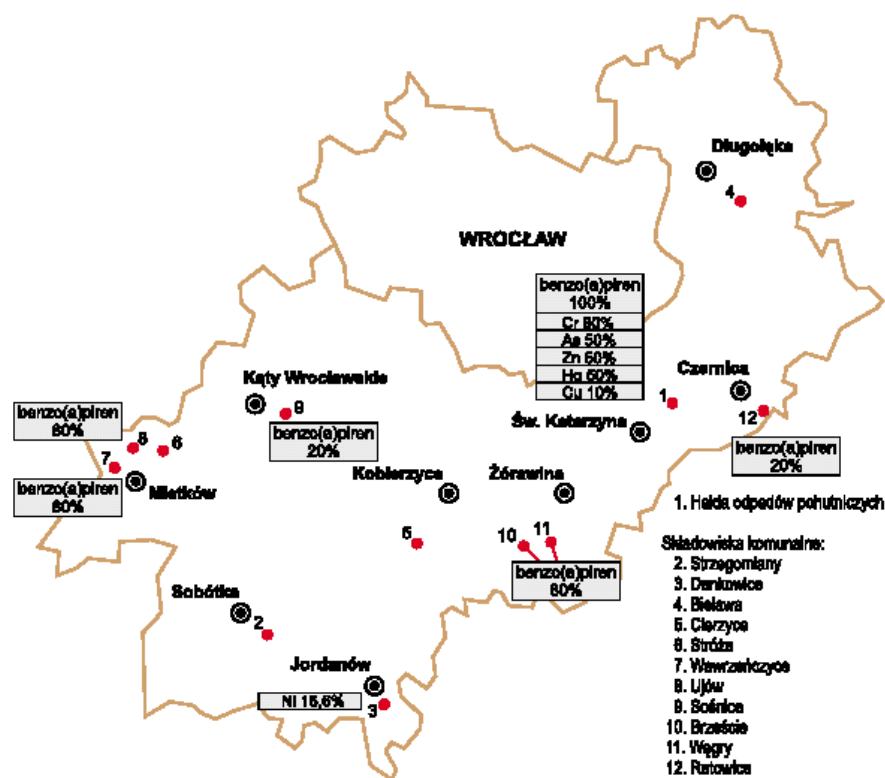 Długołęka
4
WROCŁAW
benzo(a)piren
100%
Cr 80%
As 50%
Zn 50%
Hg 50%
Cu 10%
Czernica
Kąty Wrocławskie
9
1
12
benzo(a)piren
60%
8
6
benzo(a)piren
20%
Św. Katarzyna
benzo(a)piren
20%
7
Mietków
Kobierzyce
Żórawina
benzo(a)piren
60%
1. Hałda odpadów pohutniczych
5
10
11
Składowiska komunalne:
benzo(a)piren
80%
2. Strzegomiany
3. Dankowice
Sobótka
4. Bielawa
2
5. Cierzyce
6. Stróża
Jordanów
7. Wawrzeńczyce
8. Ujów
Ni 15,6%
3
9. Sośnica
10. Brzeście
11. Węgry
12. Ratowice